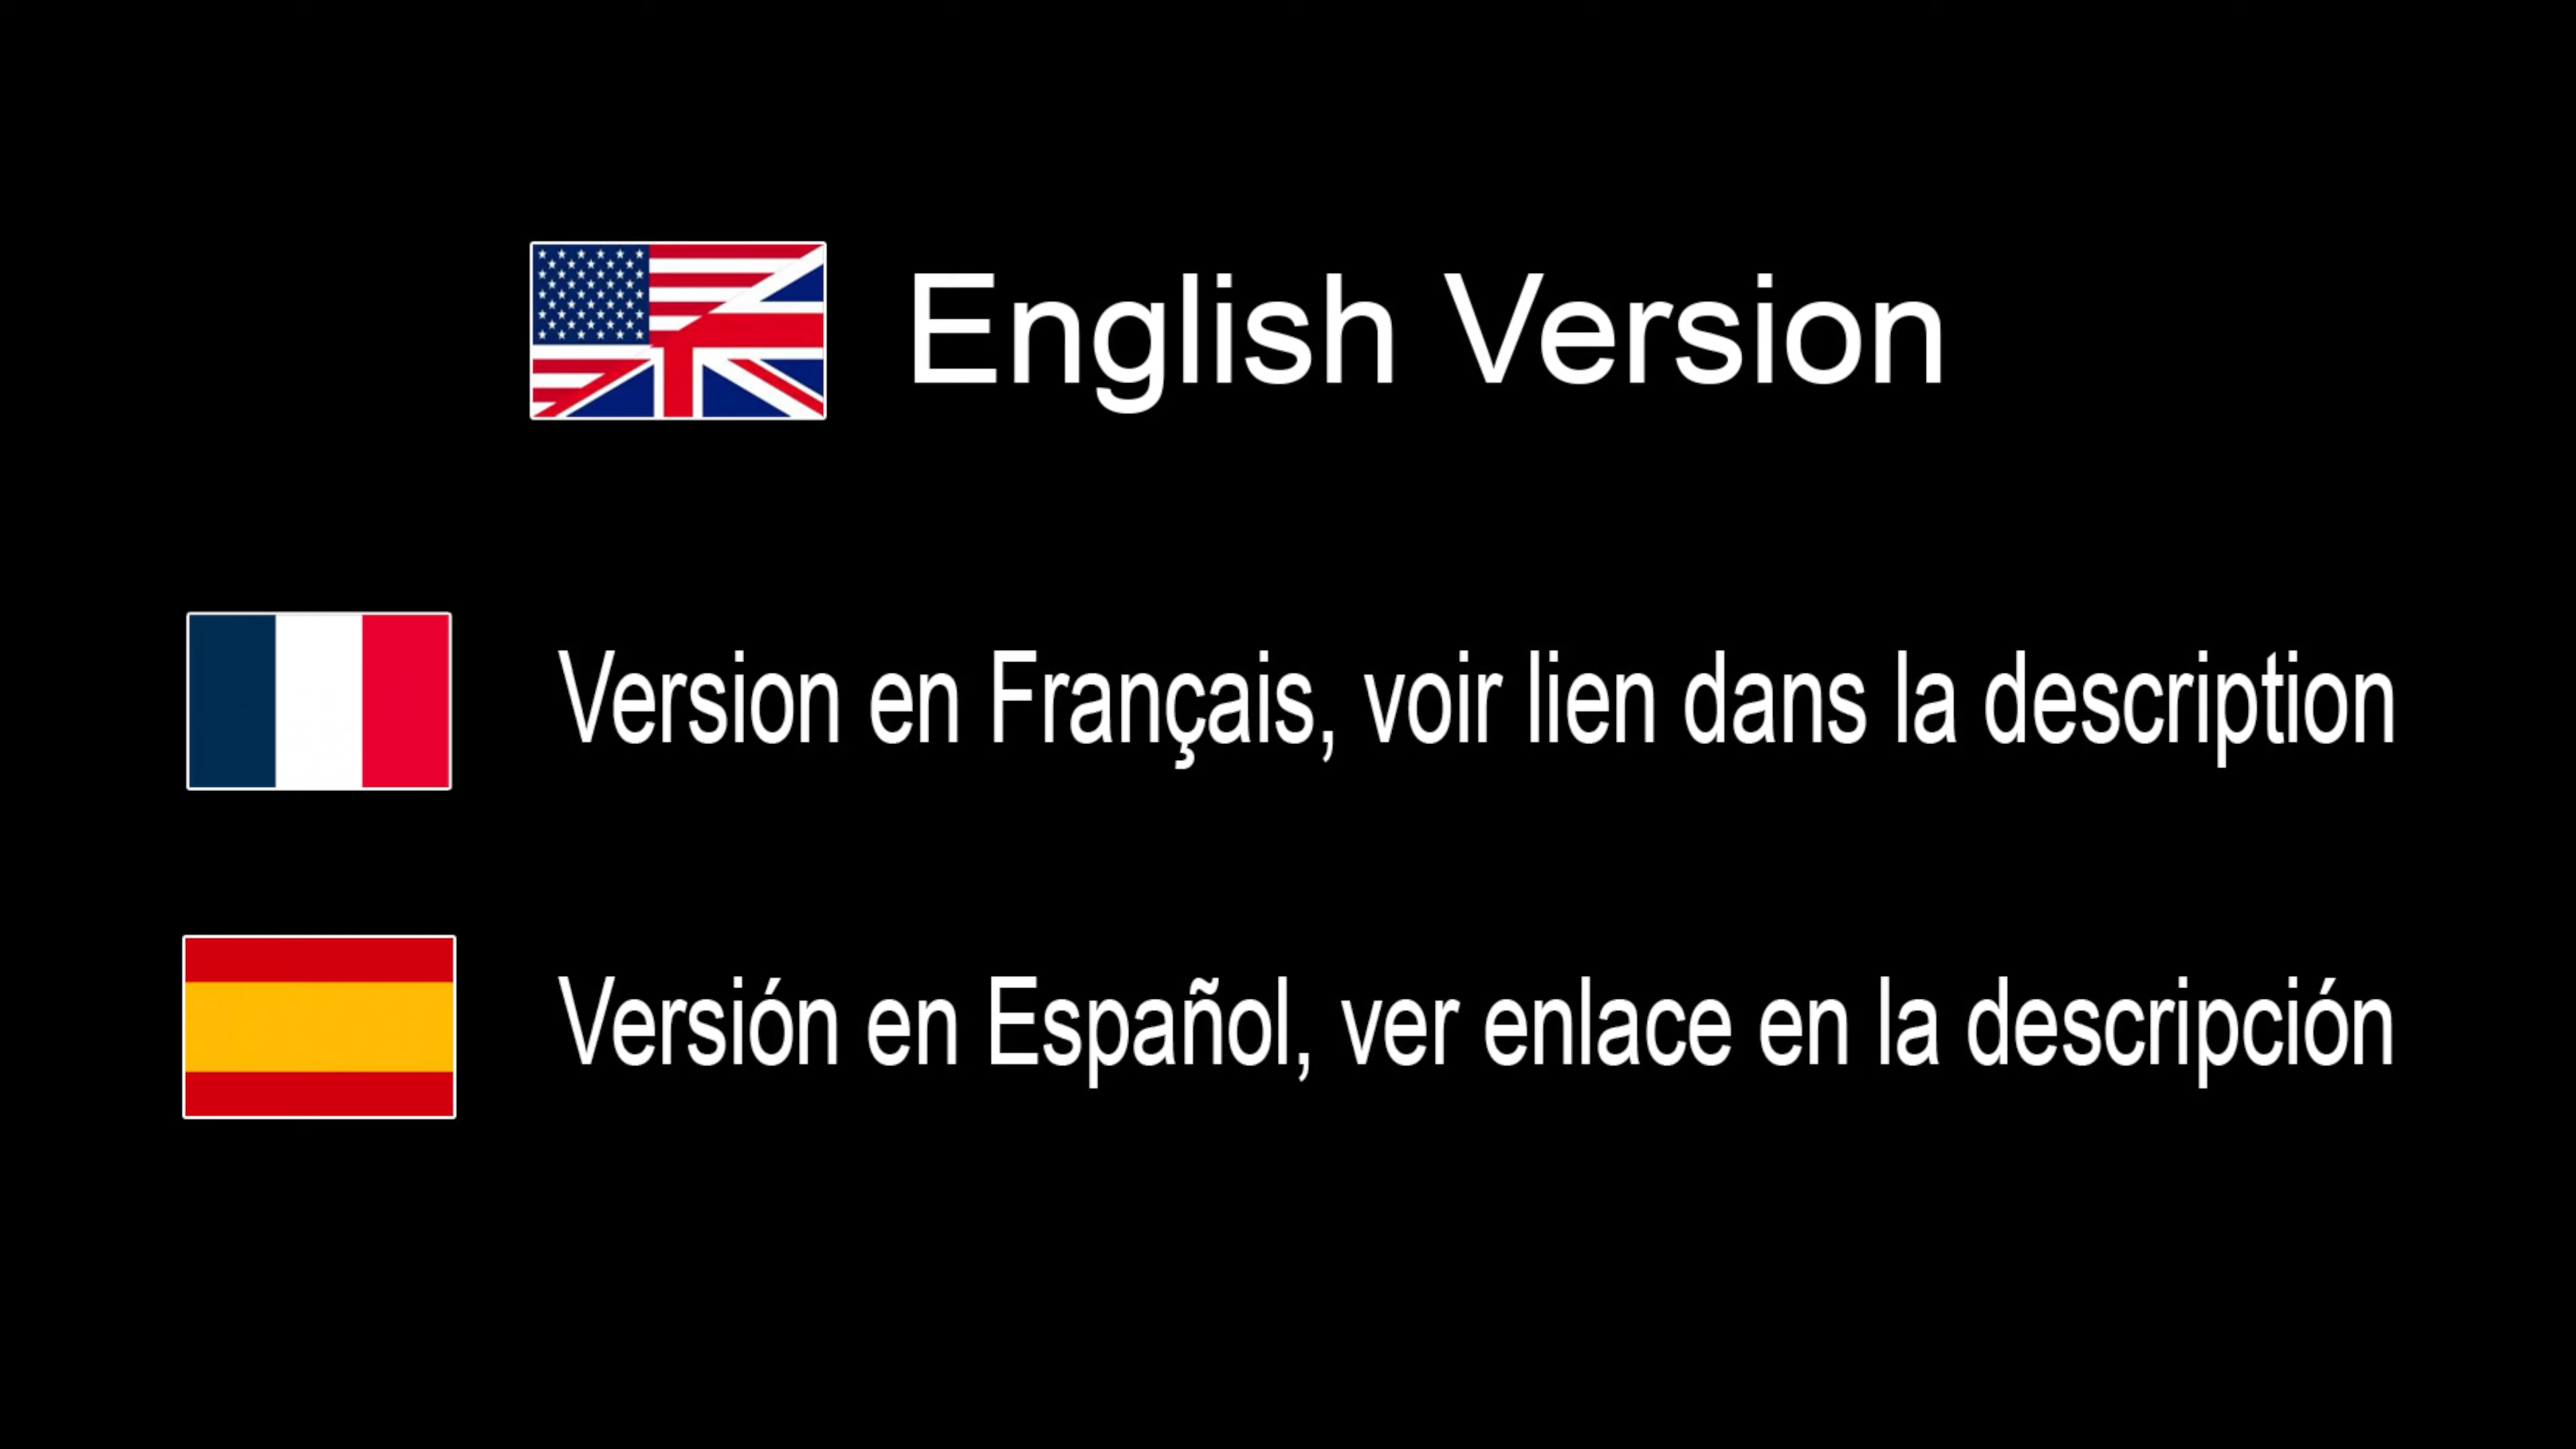 English Version
Version en Français, voir lien dans la description
Versión en Español, ver enlace en la descripción